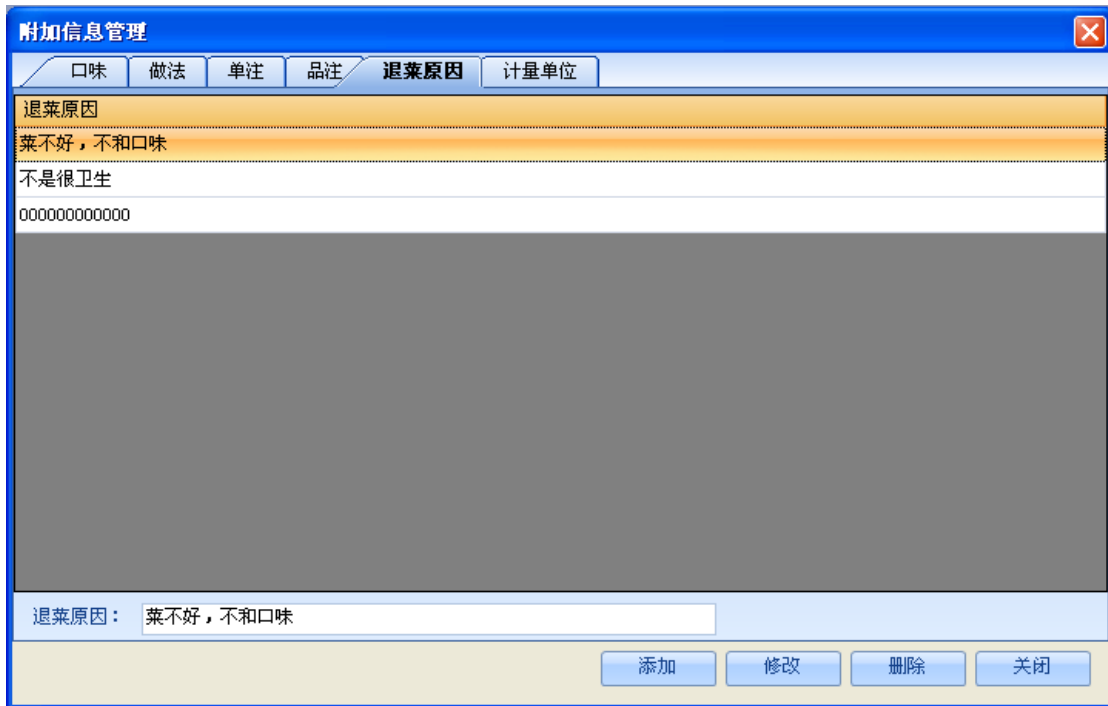 附加信息管理
口味 做法 单注 品注 退菜原因 计量单位
退菜原因
菜不好，不和口味
不是很卫生
000000000000
退菜原因： 菜不好，不和口味
添加 修改 删除 关闭